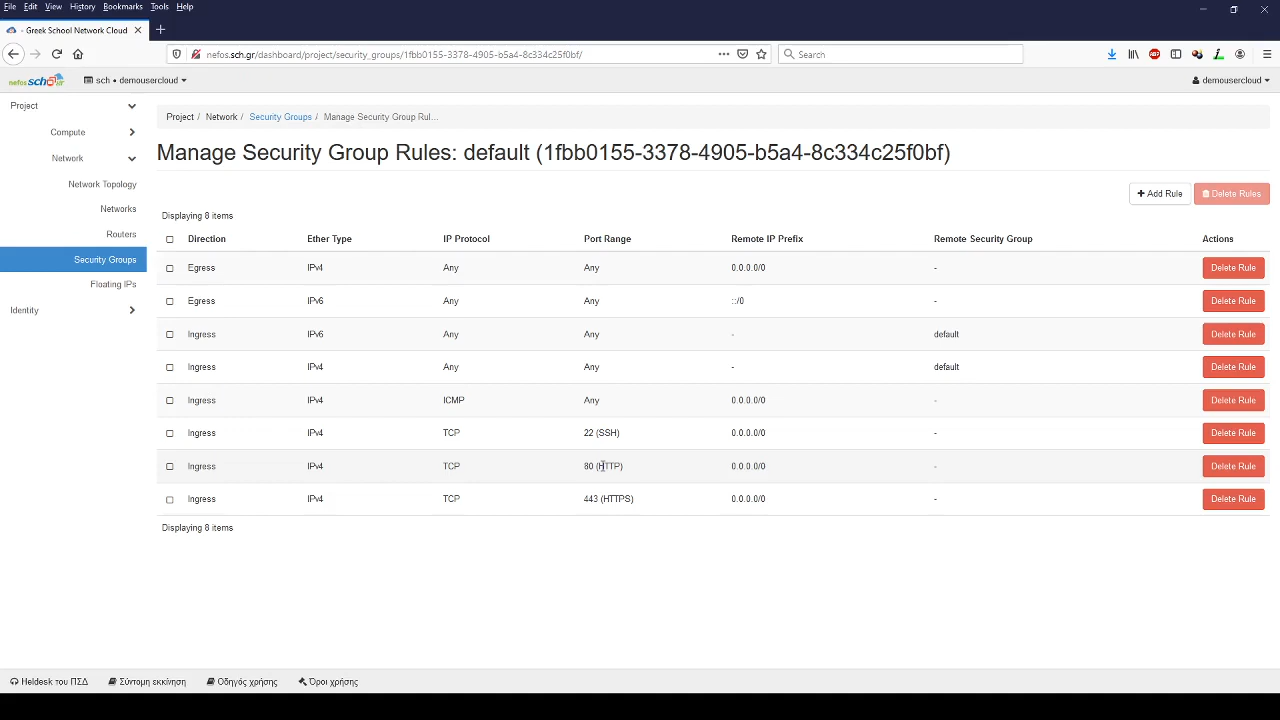 File Edit View History Bookmarks Tools Help
- Greek School Network Cloud
nefos.sch.gr/dashboard/project/security_groups/1fbb0155-3378-4905-b5a4-8c334c25f0bf/ Search
nefos sch gr sch • demousercloud demousercloud
Project
Compute
Network
Network Topology
Networks
Routers
Security Groups
Floating IPs
Identity
Project / Network / Security Groups / Manage Security Group Rul...
Manage Security Group Rules: default (1fbb0155-3378-4905-b5a4-8c334c25f0bf)
+ Add Rule Delete Rules
Displaying 8 items
Direction Ether Type IP Protocol Port Range Remote IP Prefix Remote Security Group Actions
Egress IPv4 Any Any 0.0.0.0/0 - Delete Rule
Egress IPv6 Any Any ::/0 - Delete Rule
Ingress IPv6 Any Any - default Delete Rule
Ingress IPv4 Any Any - default Delete Rule
Ingress IPv4 ICMP Any 0.0.0.0/0 - Delete Rule
Ingress IPv4 TCP 22 (SSH) 0.0.0.0/0 - Delete Rule
Ingress IPv4 TCP 80 (HTTP) 0.0.0.0/0 - Delete Rule
Ingress IPv4 TCP 443 (HTTPS) 0.0.0.0/0 - Delete Rule
Displaying 8 items
Heldesk του ΠΣΔ Σύντομη εκκίνηση Οδηγός χρήσης Όροι χρήσης